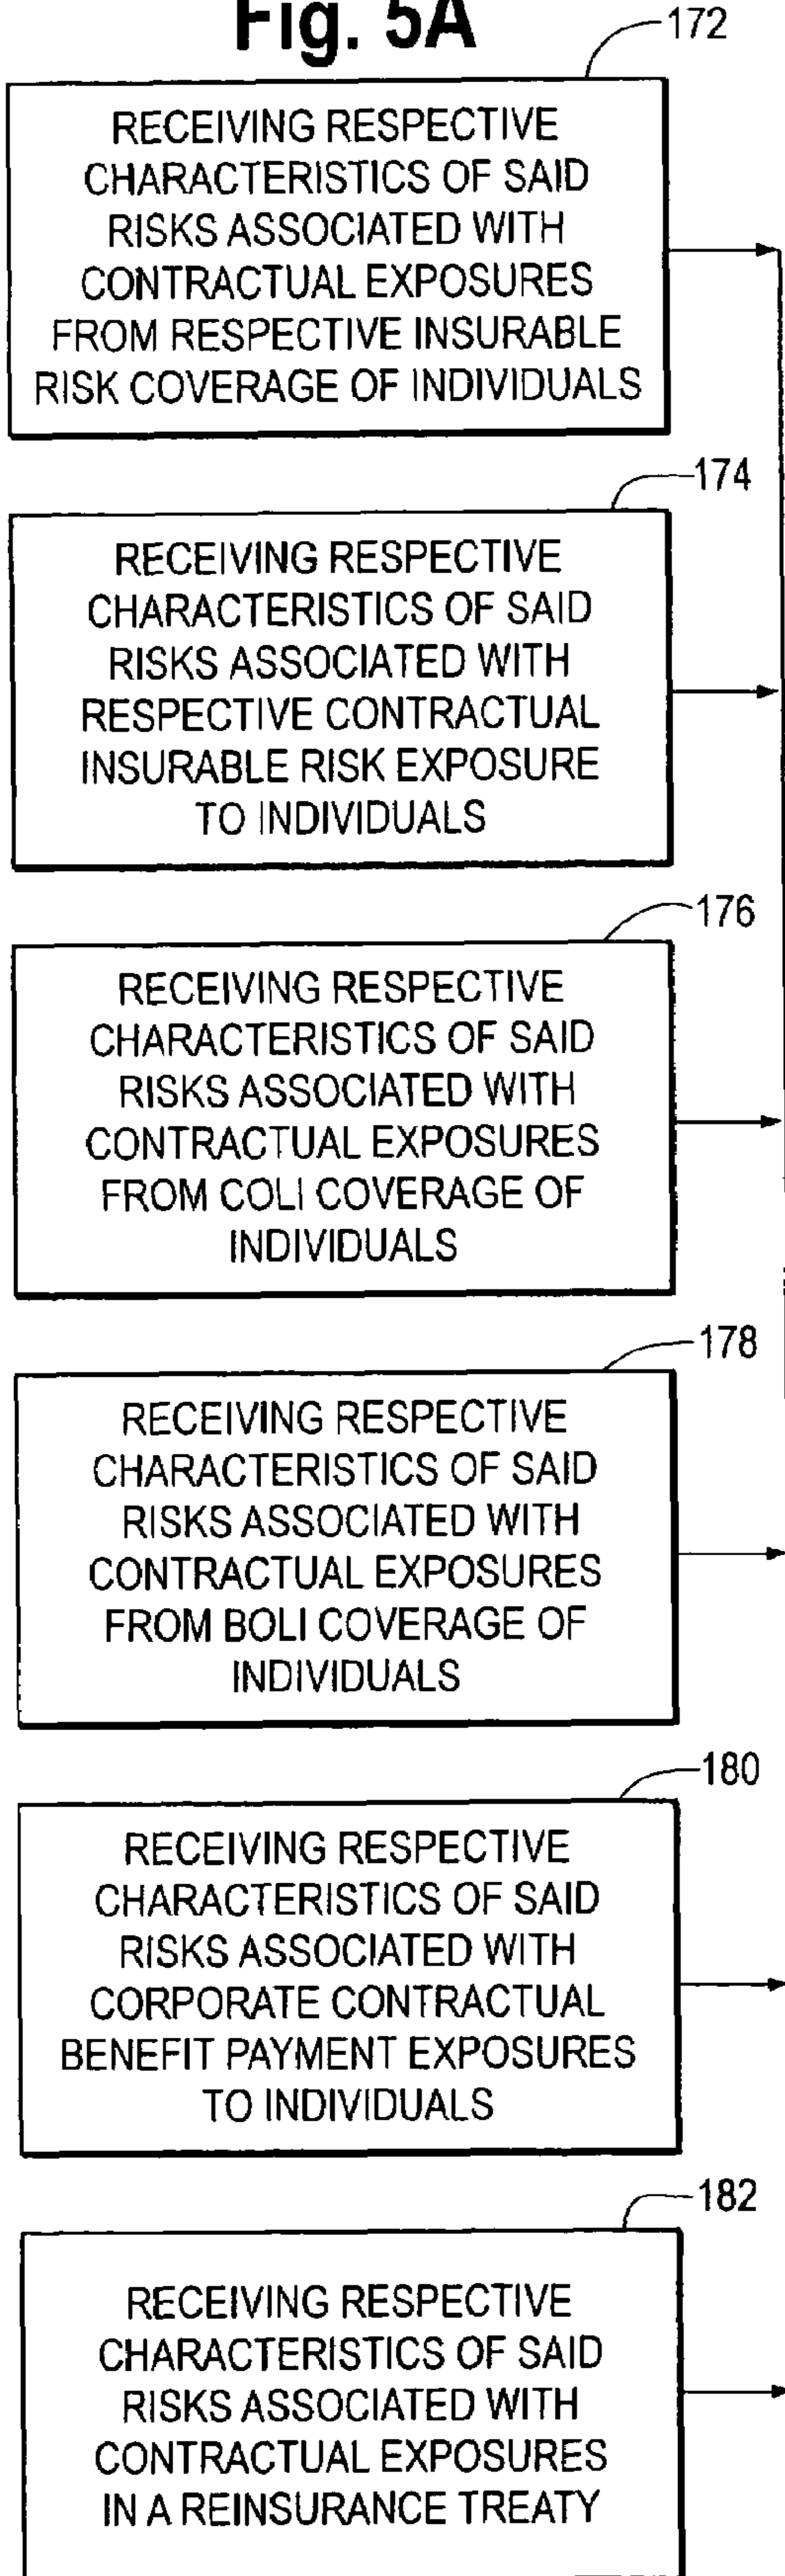 Fig. 5A
172
RECEIVING RESPECTIVE
CHARACTERISTICS OF SAID
RISKS ASSOCIATED WITH
CONTRACTUAL EXPOSURES
FROM RESPECTIVE INSURABLE
RISK COVERAGE OF INDIVIDUALS
174
RECEIVING RESPECTIVE
CHARACTERISTICS OF SAID
RISKS ASSOCIATED WITH
RESPECTIVE CONTRACTUAL
INSURABLE RISK EXPOSURE
TO INDIVIDUALS
176
RECEIVING RESPECTIVE
CHARACTERISTICS OF SAID
RISKS ASSOCIATED WITH
CONTRACTUAL EXPOSURES
FROM COLI COVERAGE OF
INDIVIDUALS
178
RECEIVING RESPECTIVE
CHARACTERISTICS OF SAID
RISKS ASSOCIATED WITH
CONTRACTUAL EXPOSURES
FROM BOLI COVERAGE OF
INDIVIDUALS
180
RECEIVING RESPECTIVE
CHARACTERISTICS OF SAID
RISKS ASSOCIATED WITH
CORPORATE CONTRACTUAL
BENEFIT PAYMENT EXPOSURES
TO INDIVIDUALS
182
RECEIVING RESPECTIVE
CHARACTERISTICS OF SAID
RISKS ASSOCIATED WITH
CONTRACTUAL EXPOSURES
IN A REINSURANCE TREATY